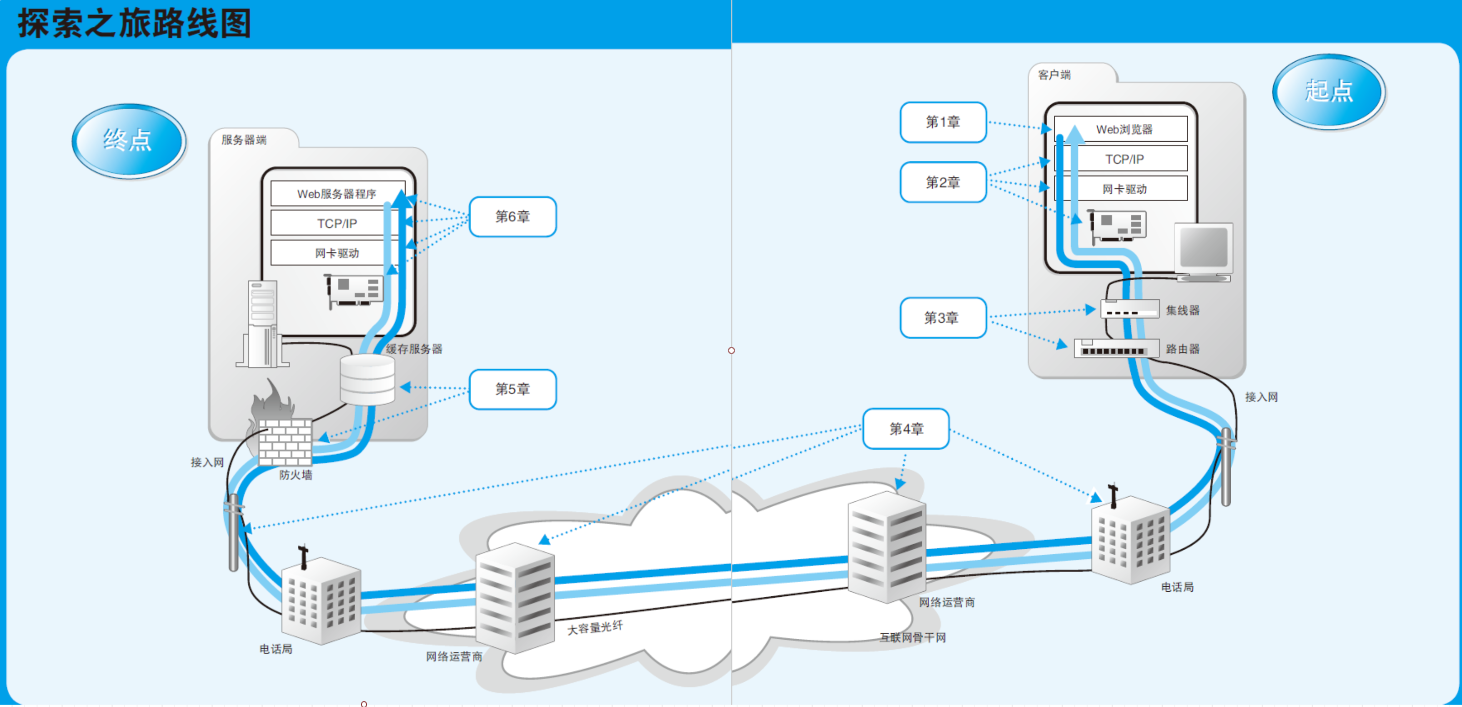 探索之旅路线图
终点
服务器端
Web服务器程序
TCP/IP
网卡驱动
第6章
缓存服务器
第5章
接入网
防火墙
电话局
网络运营商
大容量光纤
起点
客户端
第1章
Web浏览器
TCP/IP
第2章
网卡驱动
第3章
集线器
路由器
接入网
第4章
电话局
网络运营商
互联网骨干网